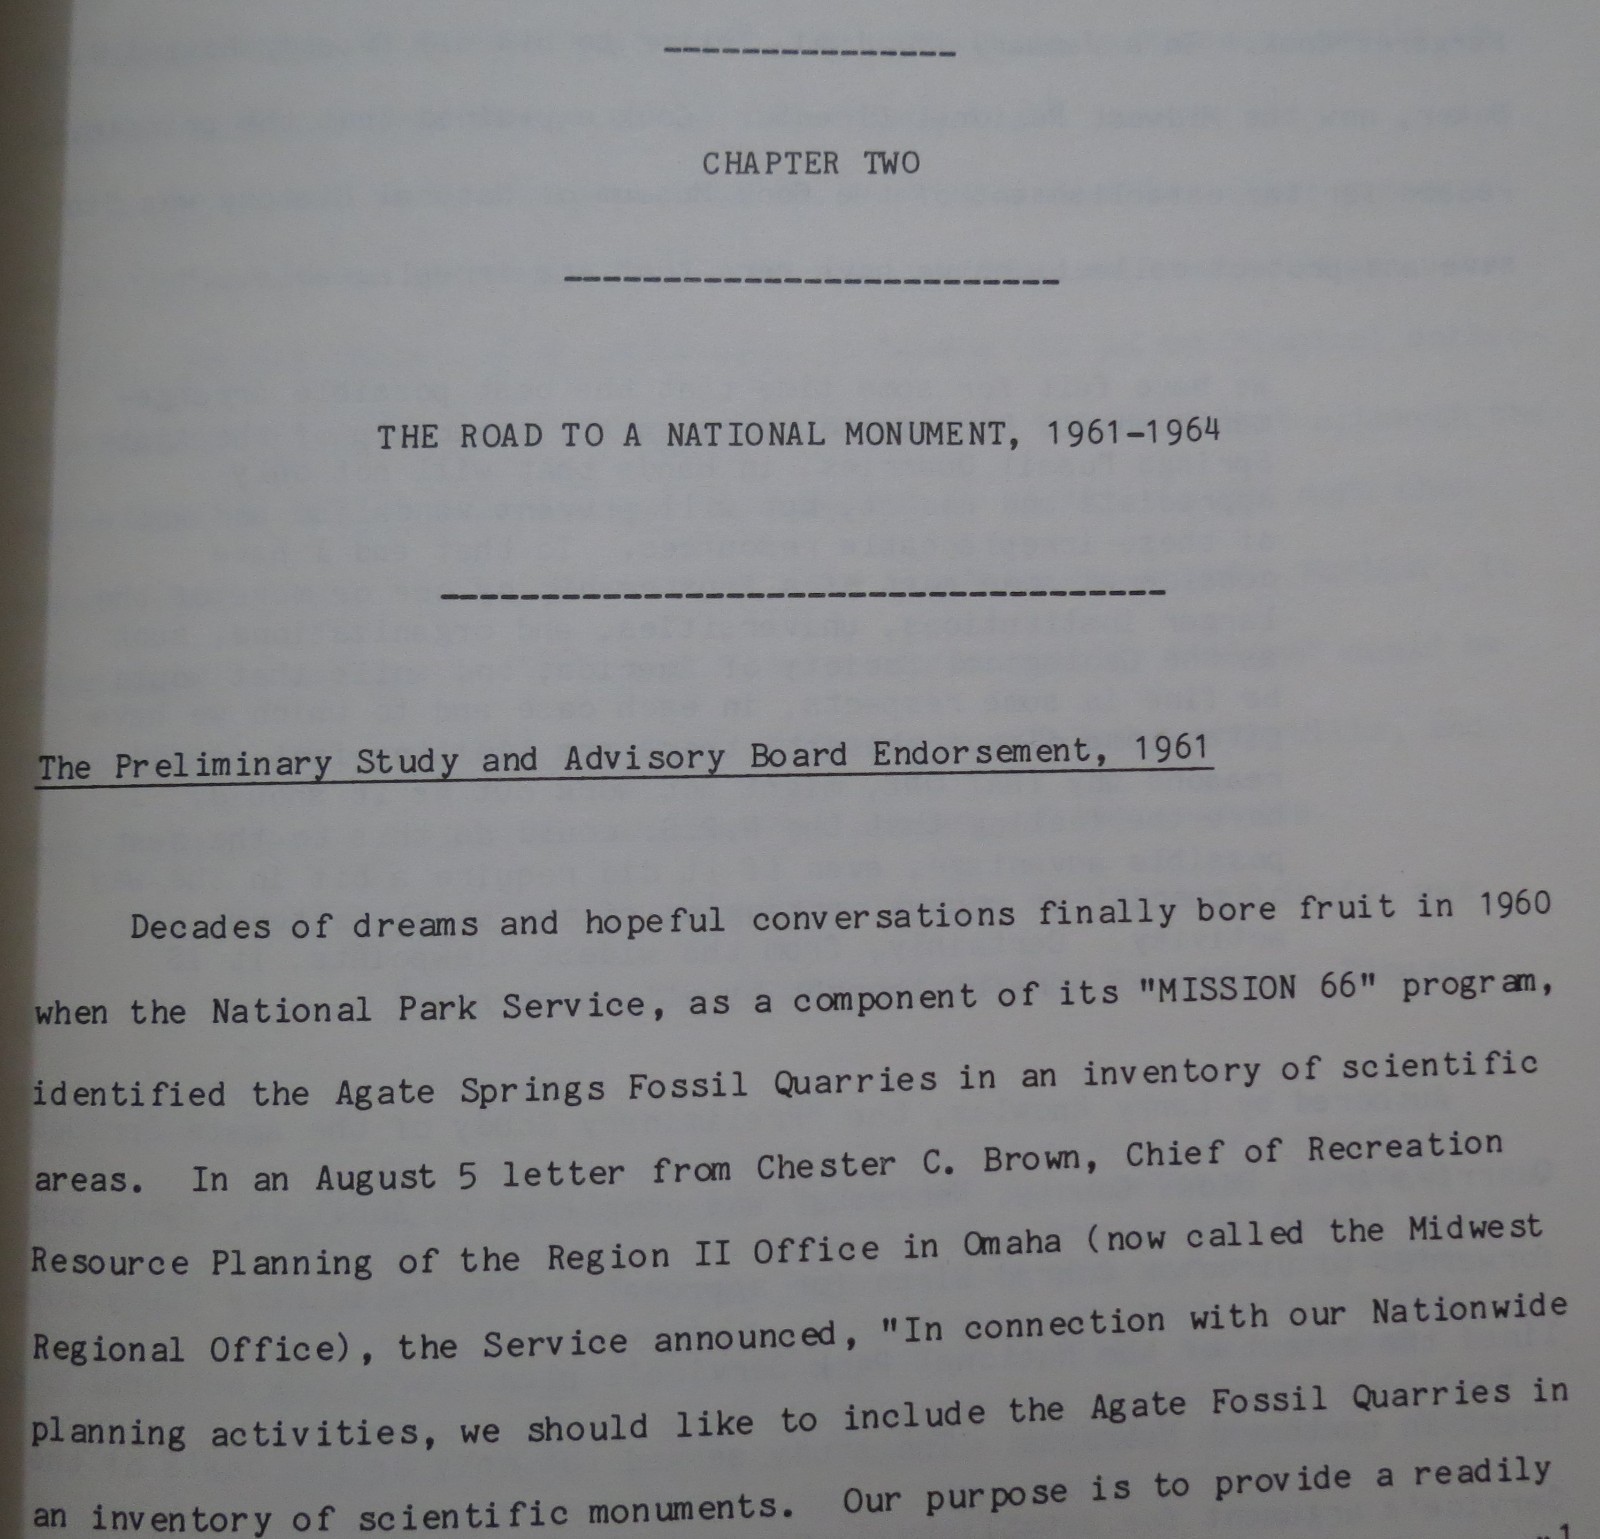 CHAPTER TWO
THE ROAD TO A NATIONAL MONUMENT, 1961-1964
The Preliminary Study and Advisory Board Endorsement, 1961
Decades of dreams and hopeful conversations finally bore fruit in 1960
when the National Park Service, as a component of its "MISSION 66" program,
identified the Agate Springs Fossil Quarries in an inventory of scientific
areas. In an August 5 letter from Chester C. Brown, Chief of Recreation
Resource Planning of the Region II Office in Omaha (now called the Midwest
Regional Office), the Service announced, "In connection with our Nationwide
planning activities, we should like to include the Agate Fossil Quarries in
an inventory of scientific monuments. Our purpose is to provide a readily